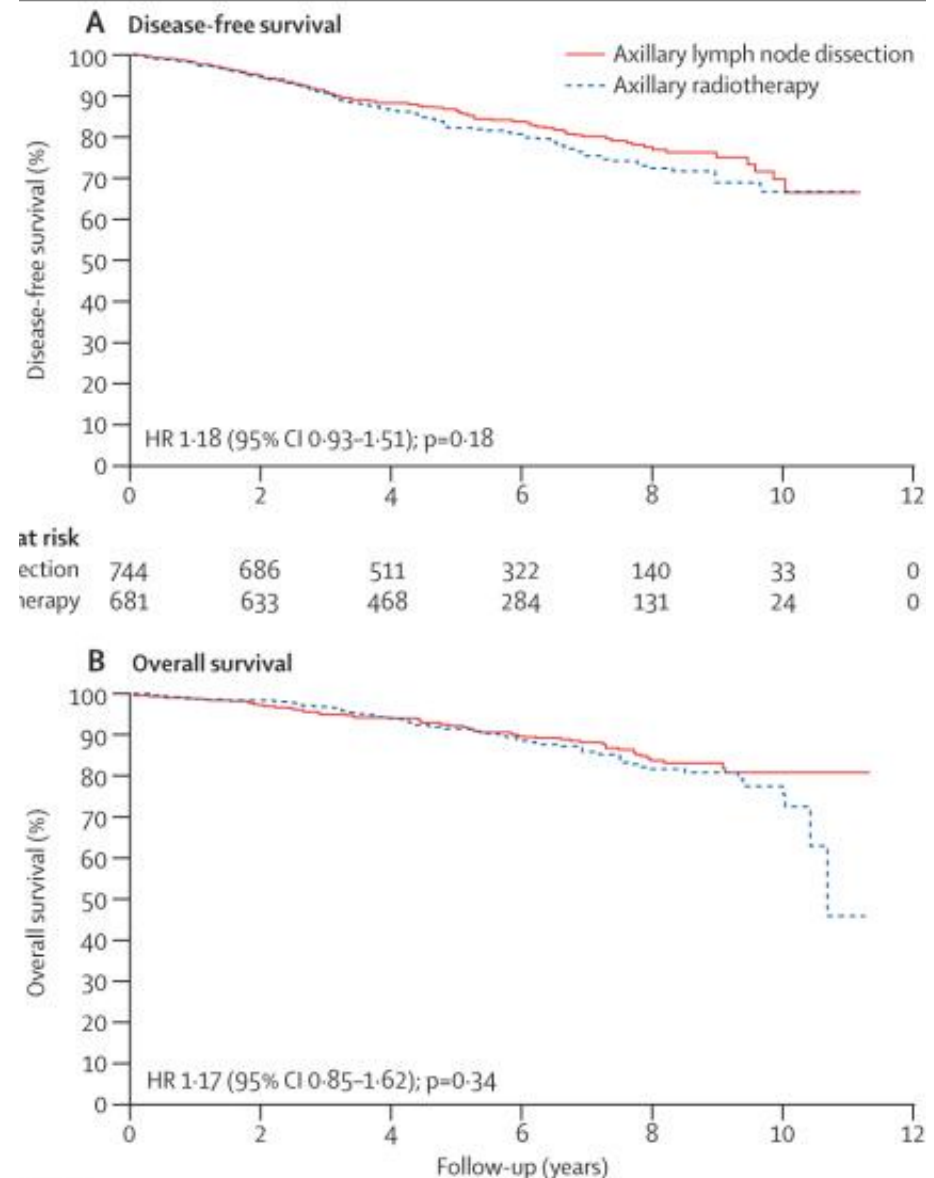 A Disease-free survival
Axillary lymph node dissection
Axillary radiotherapy
Disease-free survival (%)
100
90
80
70
60
50
40
30
20
10
0
HR 1·18 (95% CI 0·93–1·51); p=0·18
0 2 4 6 8 10 12
at risk
ection 744 686 511 322 140 33 0
herapy 681 633 468 284 131 24 0
B Overall survival
Overall survival (%)
100
90
80
70
60
50
40
30
20
10
0
HR 1·17 (95% CI 0·85–1·62); p=0·34
0 2 4 6 8 10 12
Follow-up (years)